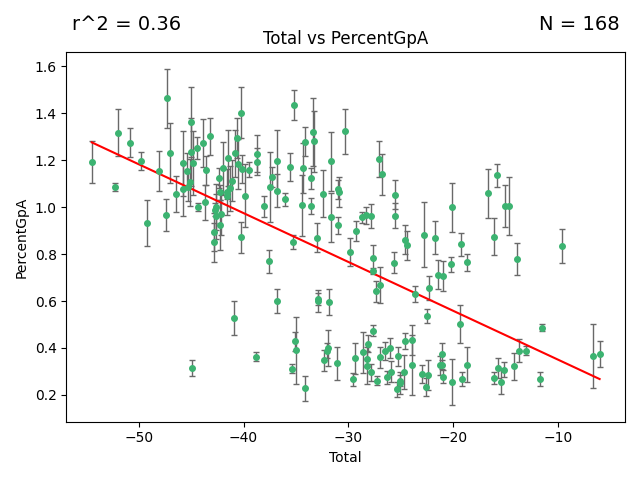 r^2 = 0.36
N = 168
Total vs PercentGpA
PercentGpA
1.6
1.4
1.2
1.0
0.8
0.6
0.4
0.2
−50
−40
−30
−20
−10
Total